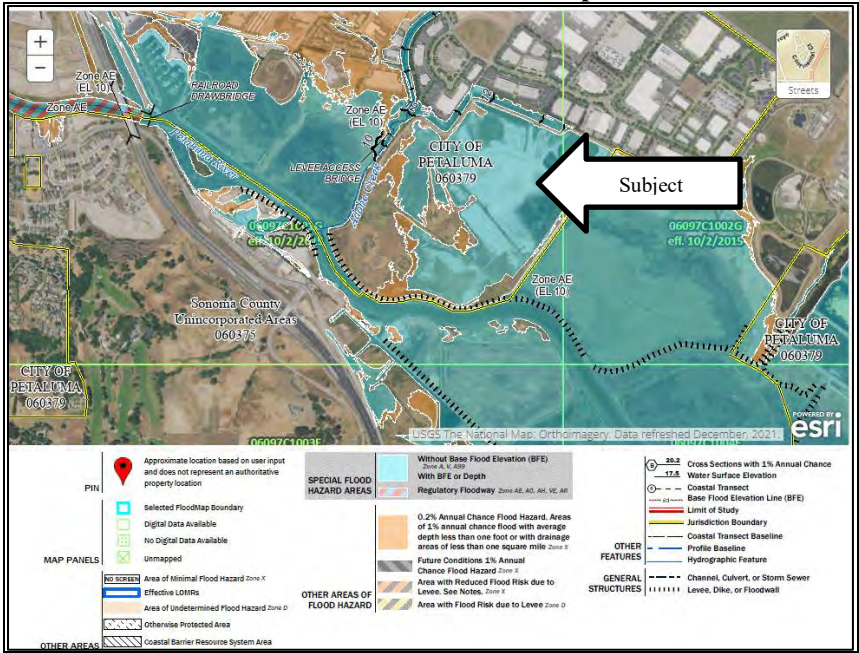 +
−
Zone AE
(EL 10)
Zone AE
RAILROAD
DRAWBRIDGE
Petaluma River
Zone AE
(EL 10)
10
12
LEVEE ACCESS
BRIDGE
Adobe Creek
CITY OF
PETALUMA
060379
Subject
Streets
eff. 10/2/20
06097C1002G
eff. 10/2/2015
Zone AE
(EL 10)
Sonoma County
Unincorporated Areas
060375
CITY OF
PETALUMA
060379
CITY OF
PETALUMA
060379
06097C1003F
USGS The National Map: Orthoimagery. Data refreshed December, 2021.
POWERED BY
esri
PIN
Approximate location based on user input
and does not represent an authoritative
property location
MAP PANELS
Selected FloodMap Boundary
Digital Data Available
No Digital Data Available
Unmapped
OTHER AREAS
NO SCREEN Area of Minimal Flood Hazard Zone X
Effective LOMRs
Area of Undetermined Flood Hazard Zone D
Otherwise Protected Area
Coastal Barrier Resource System Area
SPECIAL FLOOD
HAZARD AREAS
Without Base Flood Elevation (BFE)
Zone A, V, A99
With BFE or Depth
Regulatory Floodway Zone AE, AO, AH, VE, AR
OTHER AREAS OF
FLOOD HAZARD
0.2% Annual Chance Flood Hazard, Areas
of 1% annual chance flood with average
depth less than one foot or with drainage
areas of less than one square mile Zone X
Future Conditions 1% Annual
Chance Flood Hazard Zone X
Area with Reduced Flood Risk due to
Levee. See Notes. Zone X
Area with Flood Risk due to Levee Zone D
OTHER
FEATURES
B 20.2 Cross Sections with 1% Annual Chance
17.5 Water Surface Elevation
Coastal Transect
Base Flood Elevation Line (BFE)
Limit of Study
Jurisdiction Boundary
Coastal Transect Baseline
Profile Baseline
Hydrographic Feature
GENERAL
STRUCTURES
Channel, Culvert, or Storm Sewer
Levee, Dike, or Floodwall